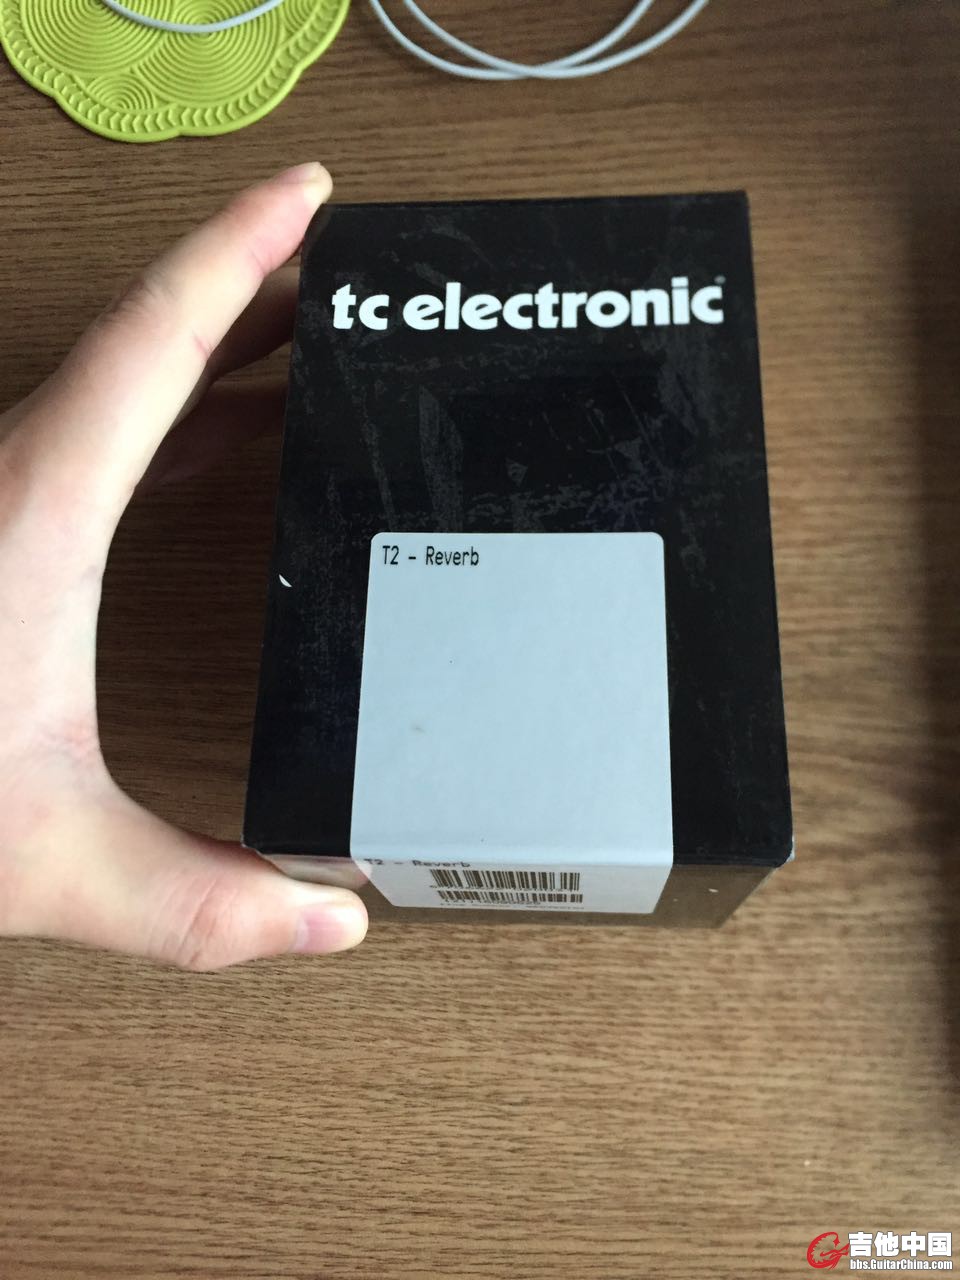 tc electronic
T2 - Reverb
T2 - Reverb
吉他中国
bbs.GuitarChina.com